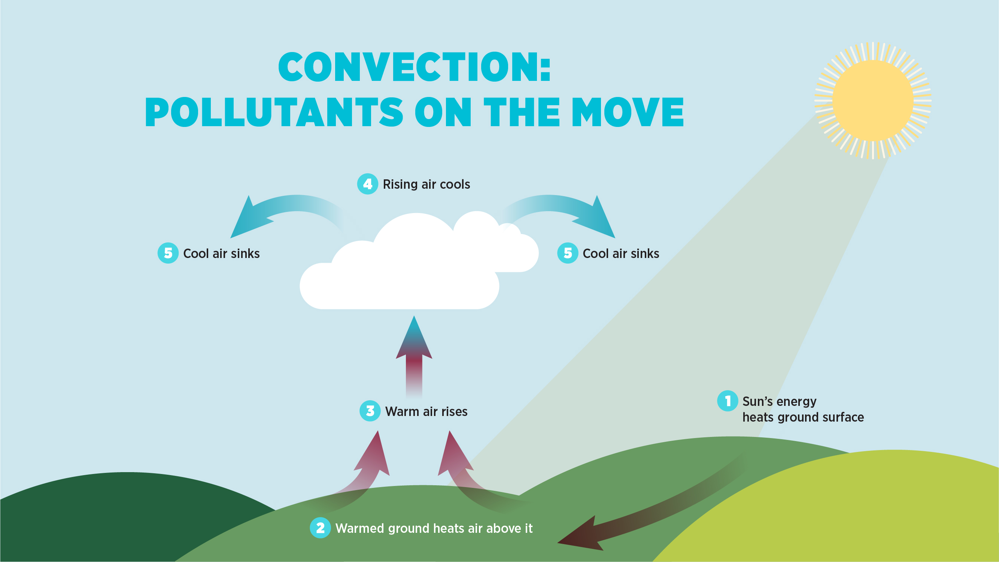 CONVECTION:
POLLUTANTS ON THE MOVE
4 Rising air cools
5 Cool air sinks
5 Cool air sinks
3 Warm air rises
1 Sun’s energy
heats ground surface
2 Warmed ground heats air above it